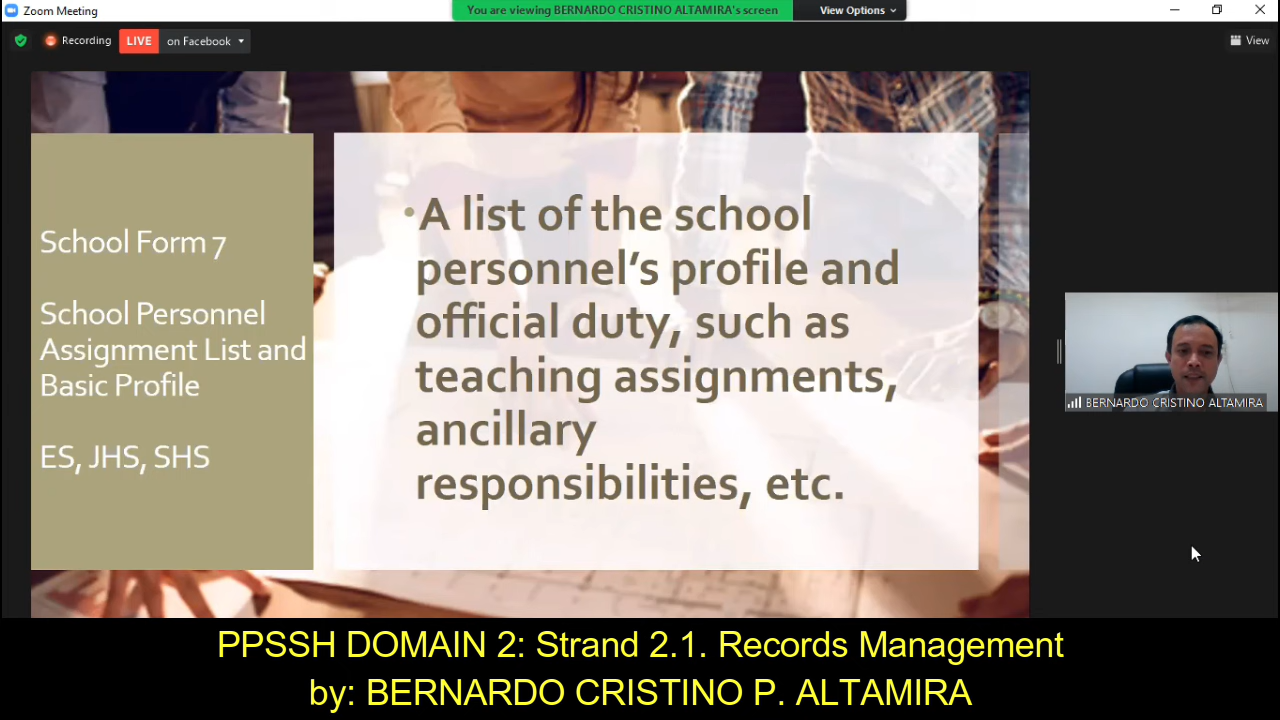 Zoom Meeting
You are viewing BERNARDO CRISTINO ALTAMIRA's screen
View Options
Recording
LIVE
on Facebook
View
School Form 7
School Personnel
Assignment List and
Basic Profile
ES, JHS, SHS
•A list of the school
personnel's profile and
official duty, such as
teaching assignments,
ancillary
responsibilities, etc.
BERNARDO CRISTINO ALTAMIRA
PPSSH DOMAIN 2: Strand 2.1. Records Management
by: BERNARDO CRISTINO P. ALTAMIRA